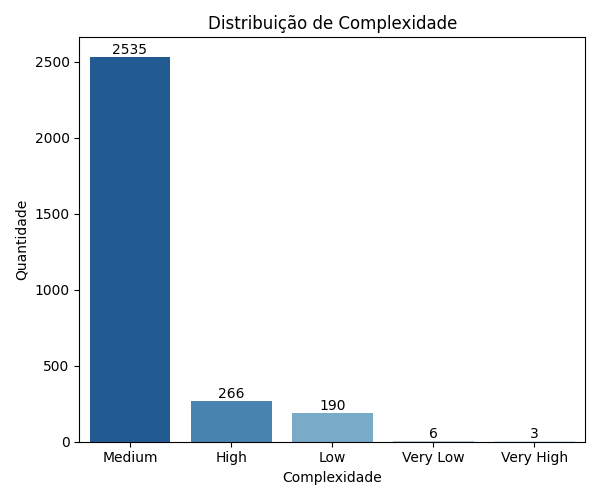 Distribuição de Complexidade
2535
2500
2000
1500
1000
500
0
Quantidade
266
190
6
3
Medium High Low Very Low Very High
Complexidade